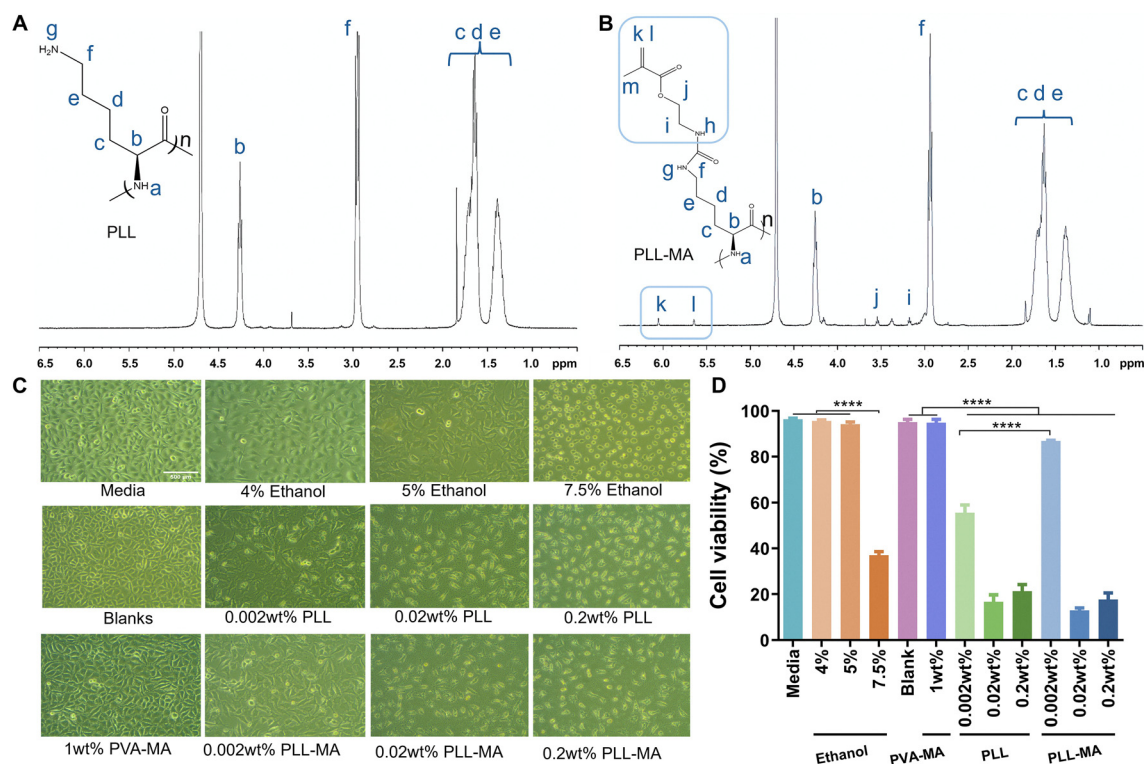 A
g
H₂N
f
e
d
c
b
O
n
NH
a
PLL
b
f
c d e
6.5 6.0 5.5 5.0 4.5 4.0 3.5 3.0 2.5 2.0 1.5 1.0 ppm
B
k l
m
O
O
j
i
NH
h
O
NH
g
f
e
d
c
b
O
n
NH
a
PLL-MA
k l
b
j
i
f
c d e
6.5 6.0 5.5 5.0 4.5 4.0 3.5 3.0 2.5 2.0 1.5 1.0 ppm
C
Media
4% Ethanol
5% Ethanol
7.5% Ethanol
Blanks
0.002wt% PLL
0.02wt% PLL
0.2wt% PLL
1wt% PVA-MA
0.002wt% PLL-MA
0.02wt% PLL-MA
0.2wt% PLL-MA
D
Cell viability (%)
100
80
60
40
20
0
****
****
****
Media
4%
5%
7.5%
Blank
1wt%
0.002wt%
0.02wt%
0.2wt%
0.002wt%
0.02wt%
0.2wt%
Ethanol
PVA-MA
PLL
PLL-MA